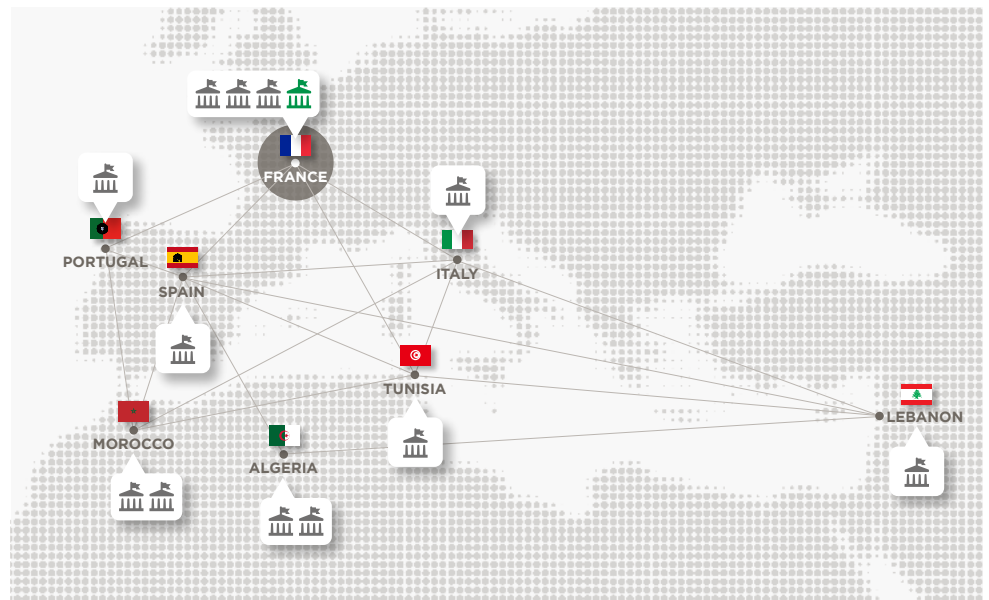 FRANCE
PORTUGAL
ITALY
SPAIN
TUNISIA
LEBANON
MOROCCO
ALGERIA